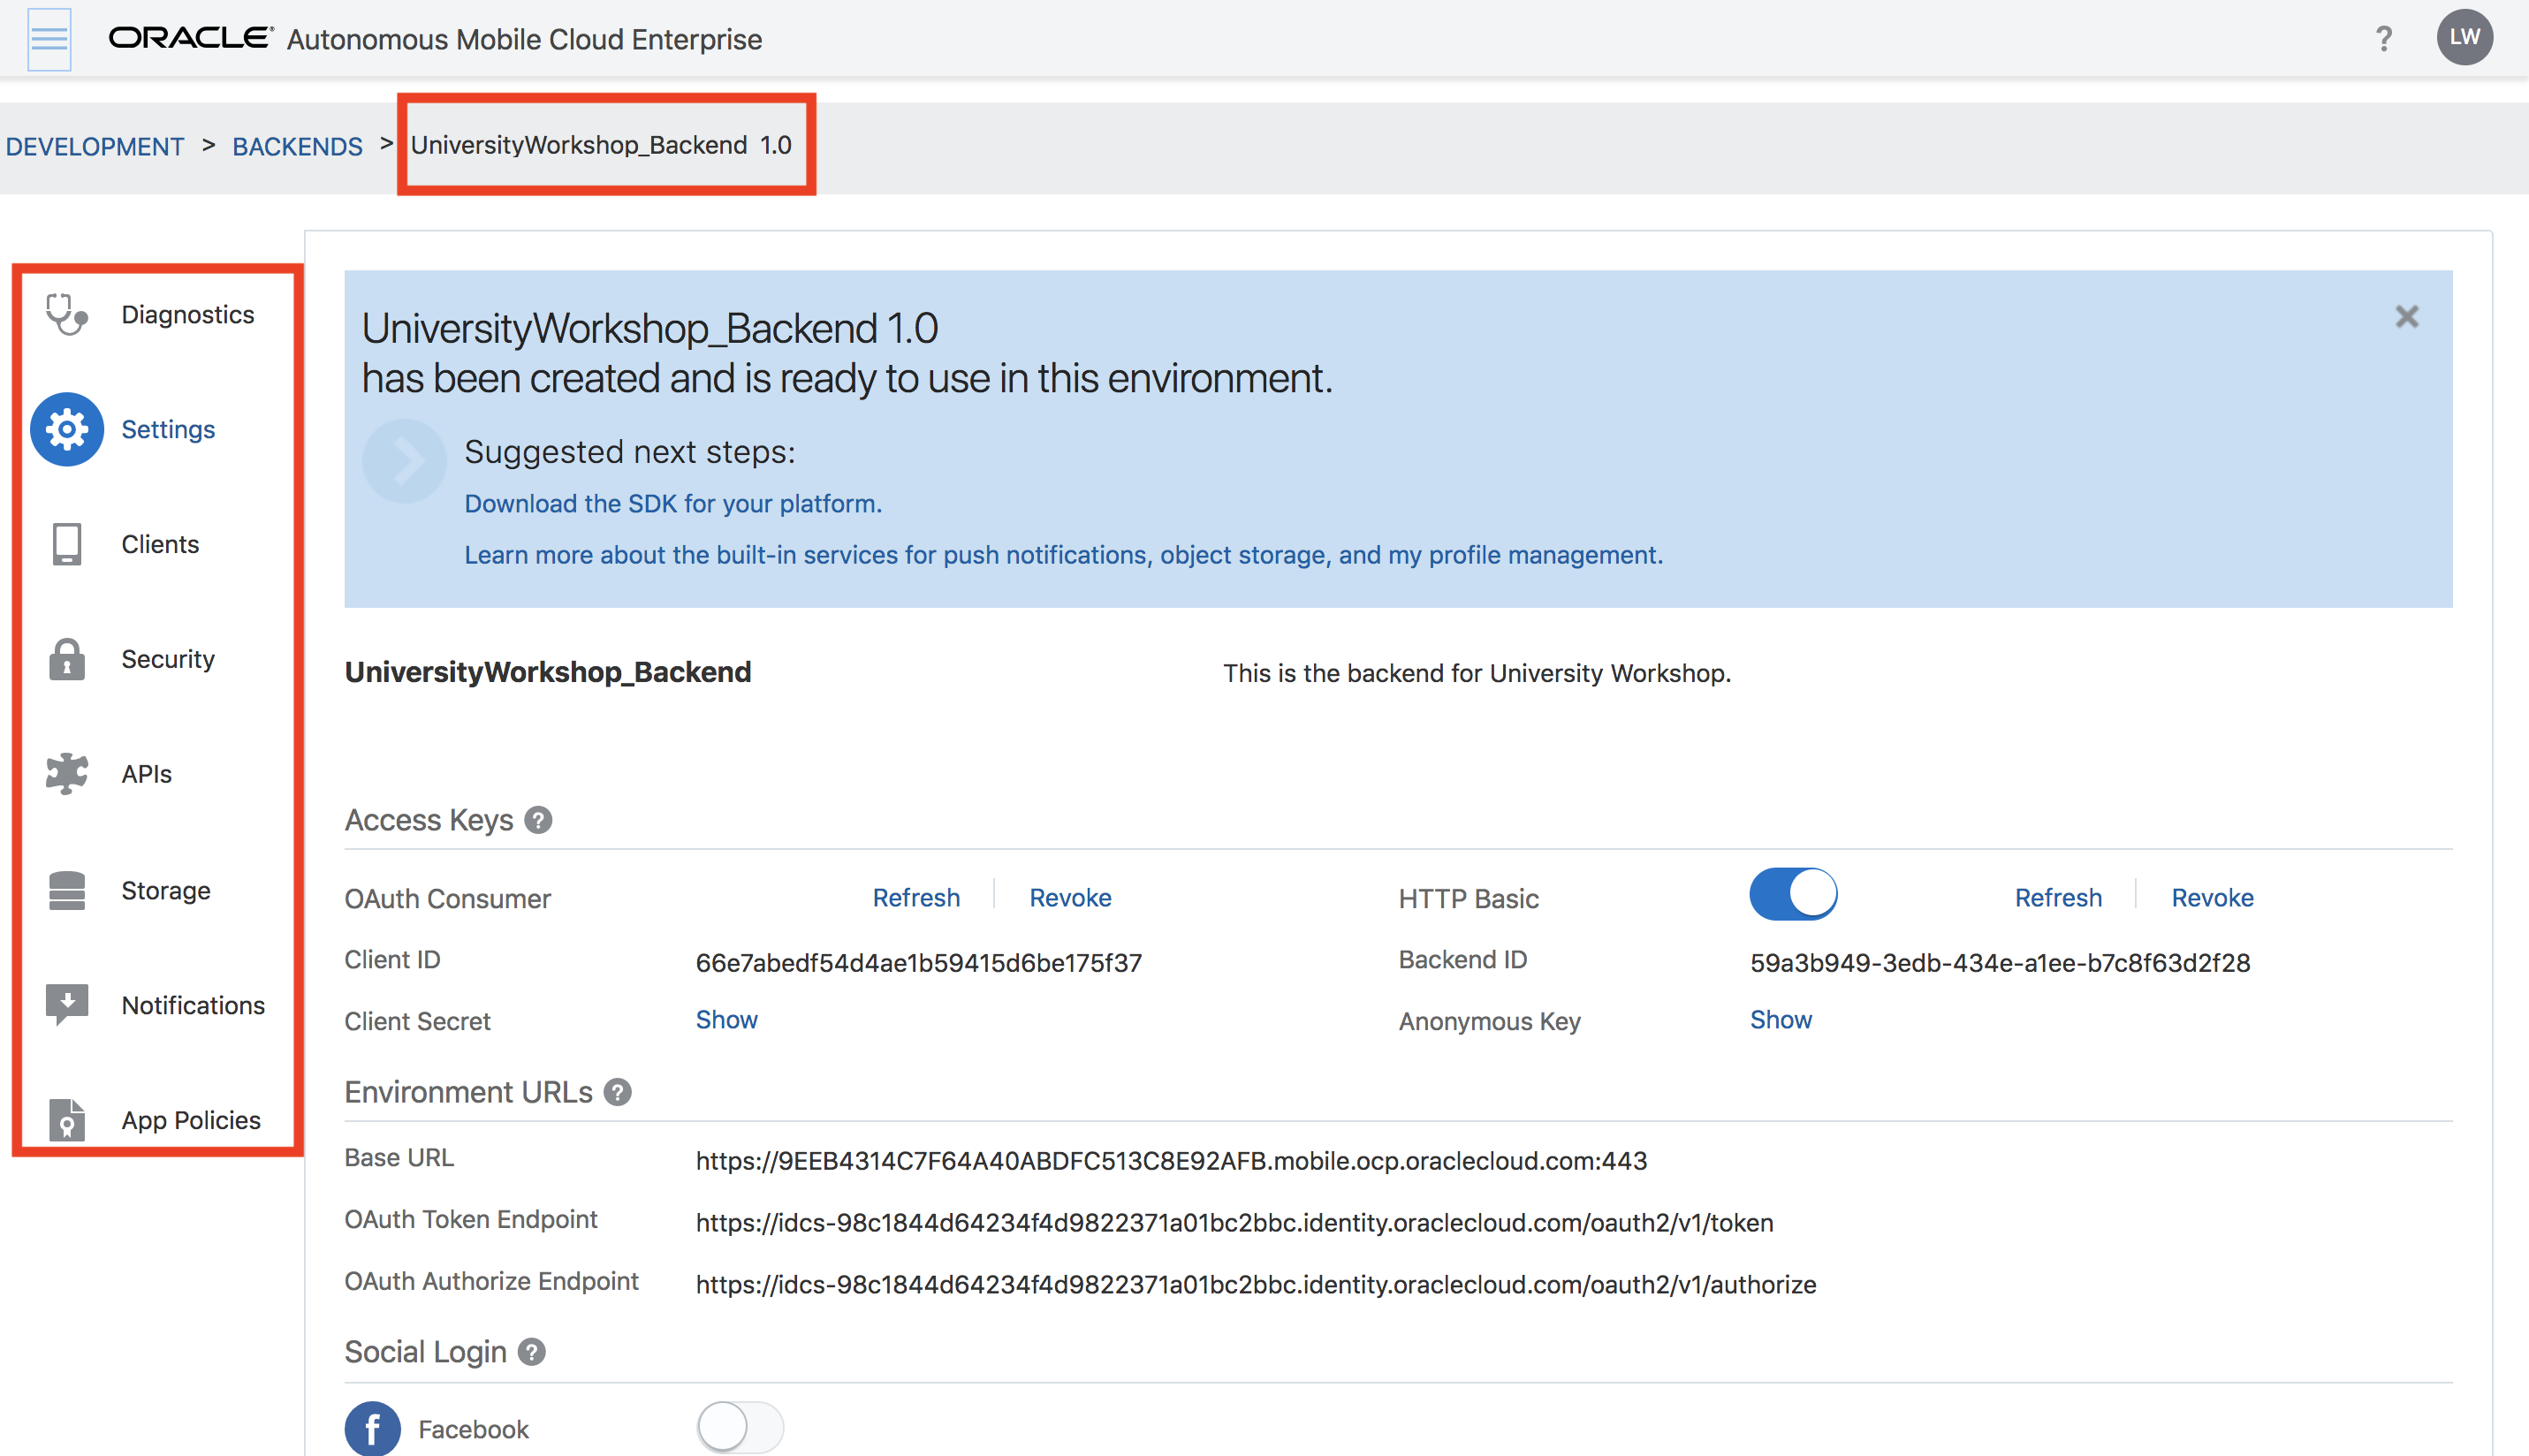 ORACLE® Autonomous Mobile Cloud Enterprise ? LW
DEVELOPMENT > BACKENDS > UniversityWorkshop_Backend 1.0
Diagnostics
Settings
Clients
Security
APIs
Storage
Notifications
App Policies
UniversityWorkshop_Backend 1.0
has been created and is ready to use in this environment.
Suggested next steps:
Download the SDK for your platform.
Learn more about the built-in services for push notifications, object storage, and my profile management.
UniversityWorkshop_Backend This is the backend for University Workshop.
Access Keys ?
OAuth Consumer Refresh Revoke HTTP Basic Refresh Revoke
Client ID 66e7abedf54d4ae1b59415d6be175f37 Backend ID 59a3b949-3edb-434e-a1ee-b7c8f63d2f28
Client Secret Show Anonymous Key Show
Environment URLs ?
Base URL https://9EEB4314C7F64A40ABDFC513C8E92AFB.mobile.ocp.oraclecloud.com:443
OAuth Token Endpoint https://idcs-98c1844d64234f4d9822371a01bc2bbc.identity.oraclecloud.com/oauth2/v1/token
OAuth Authorize Endpoint https://idcs-98c1844d64234f4d9822371a01bc2bbc.identity.oraclecloud.com/oauth2/v1/authorize
Social Login ?
f Facebook